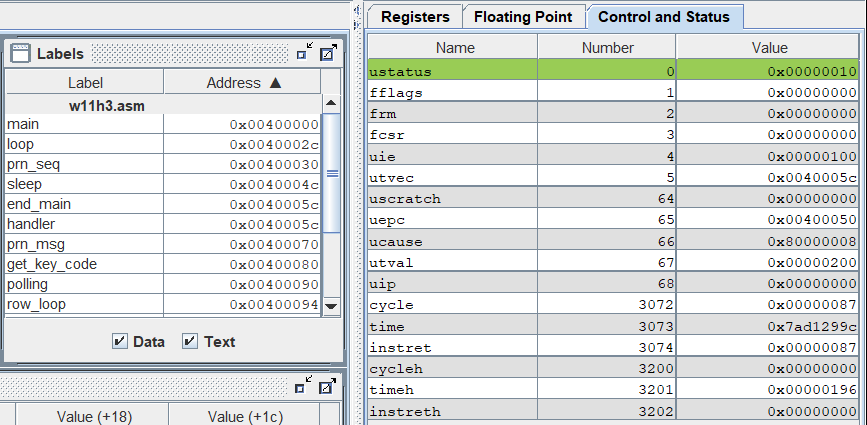 Labels
Label Address ▲
w11h3.asm
main 0x00400000
loop 0x0040002c
prn_seq 0x00400030
sleep 0x0040004c
end_main 0x0040005c
handler 0x0040005c
prn_msg 0x00400070
get_key_code 0x00400080
polling 0x00400090
row_loop 0x00400094
Data Text
Value (+18) Value (+1c)
Registers Floating Point Control and Status
Name Number Value
ustatus 0 0x00000010
fflags 1 0x00000000
frm 2 0x00000000
fcsr 3 0x00000000
uie 4 0x00000100
utvec 5 0x0040005c
uscratch 64 0x00000000
uepc 65 0x00400050
ucause 66 0x80000008
utval 67 0x00000200
uip 68 0x00000000
cycle 3072 0x00000087
time 3073 0x7ad1299c
instret 3074 0x00000087
cycleh 3200 0x00000000
timeh 3201 0x00000196
instreth 3202 0x00000000